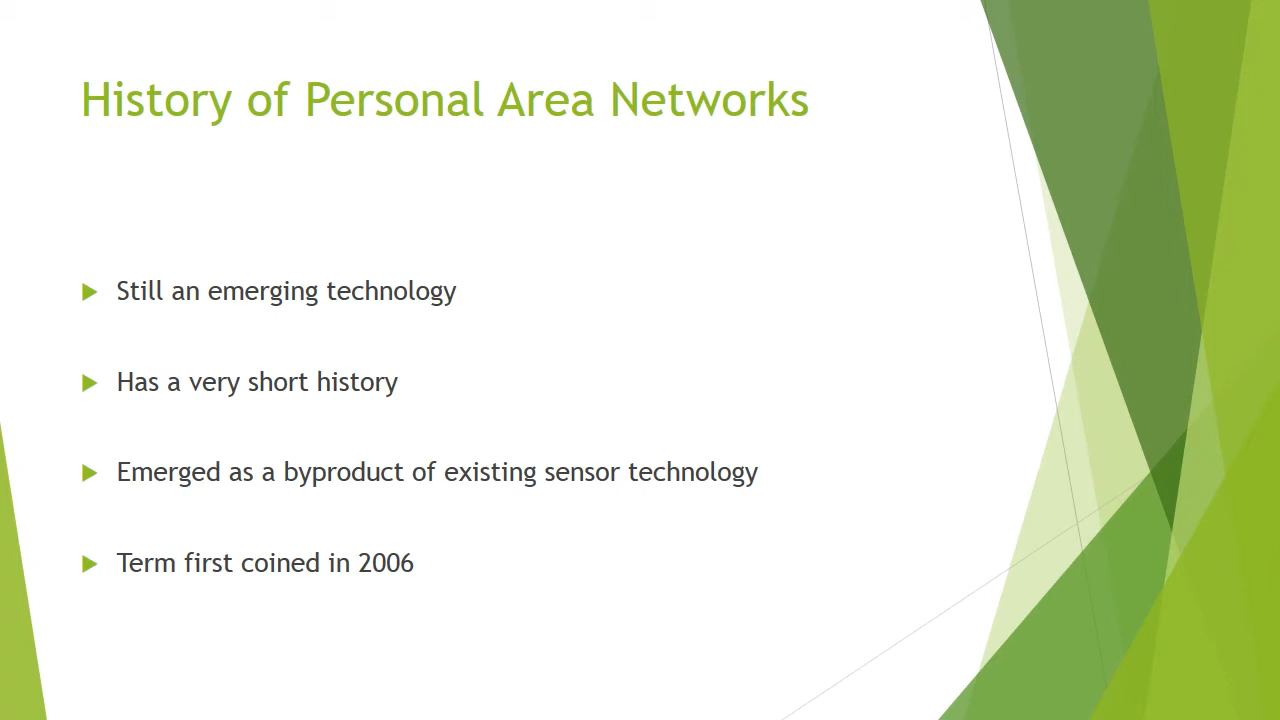 History of Personal Area Networks
Still an emerging technology
Has a very short history
Emerged as a byproduct of existing sensor technology
Term first coined in 2006